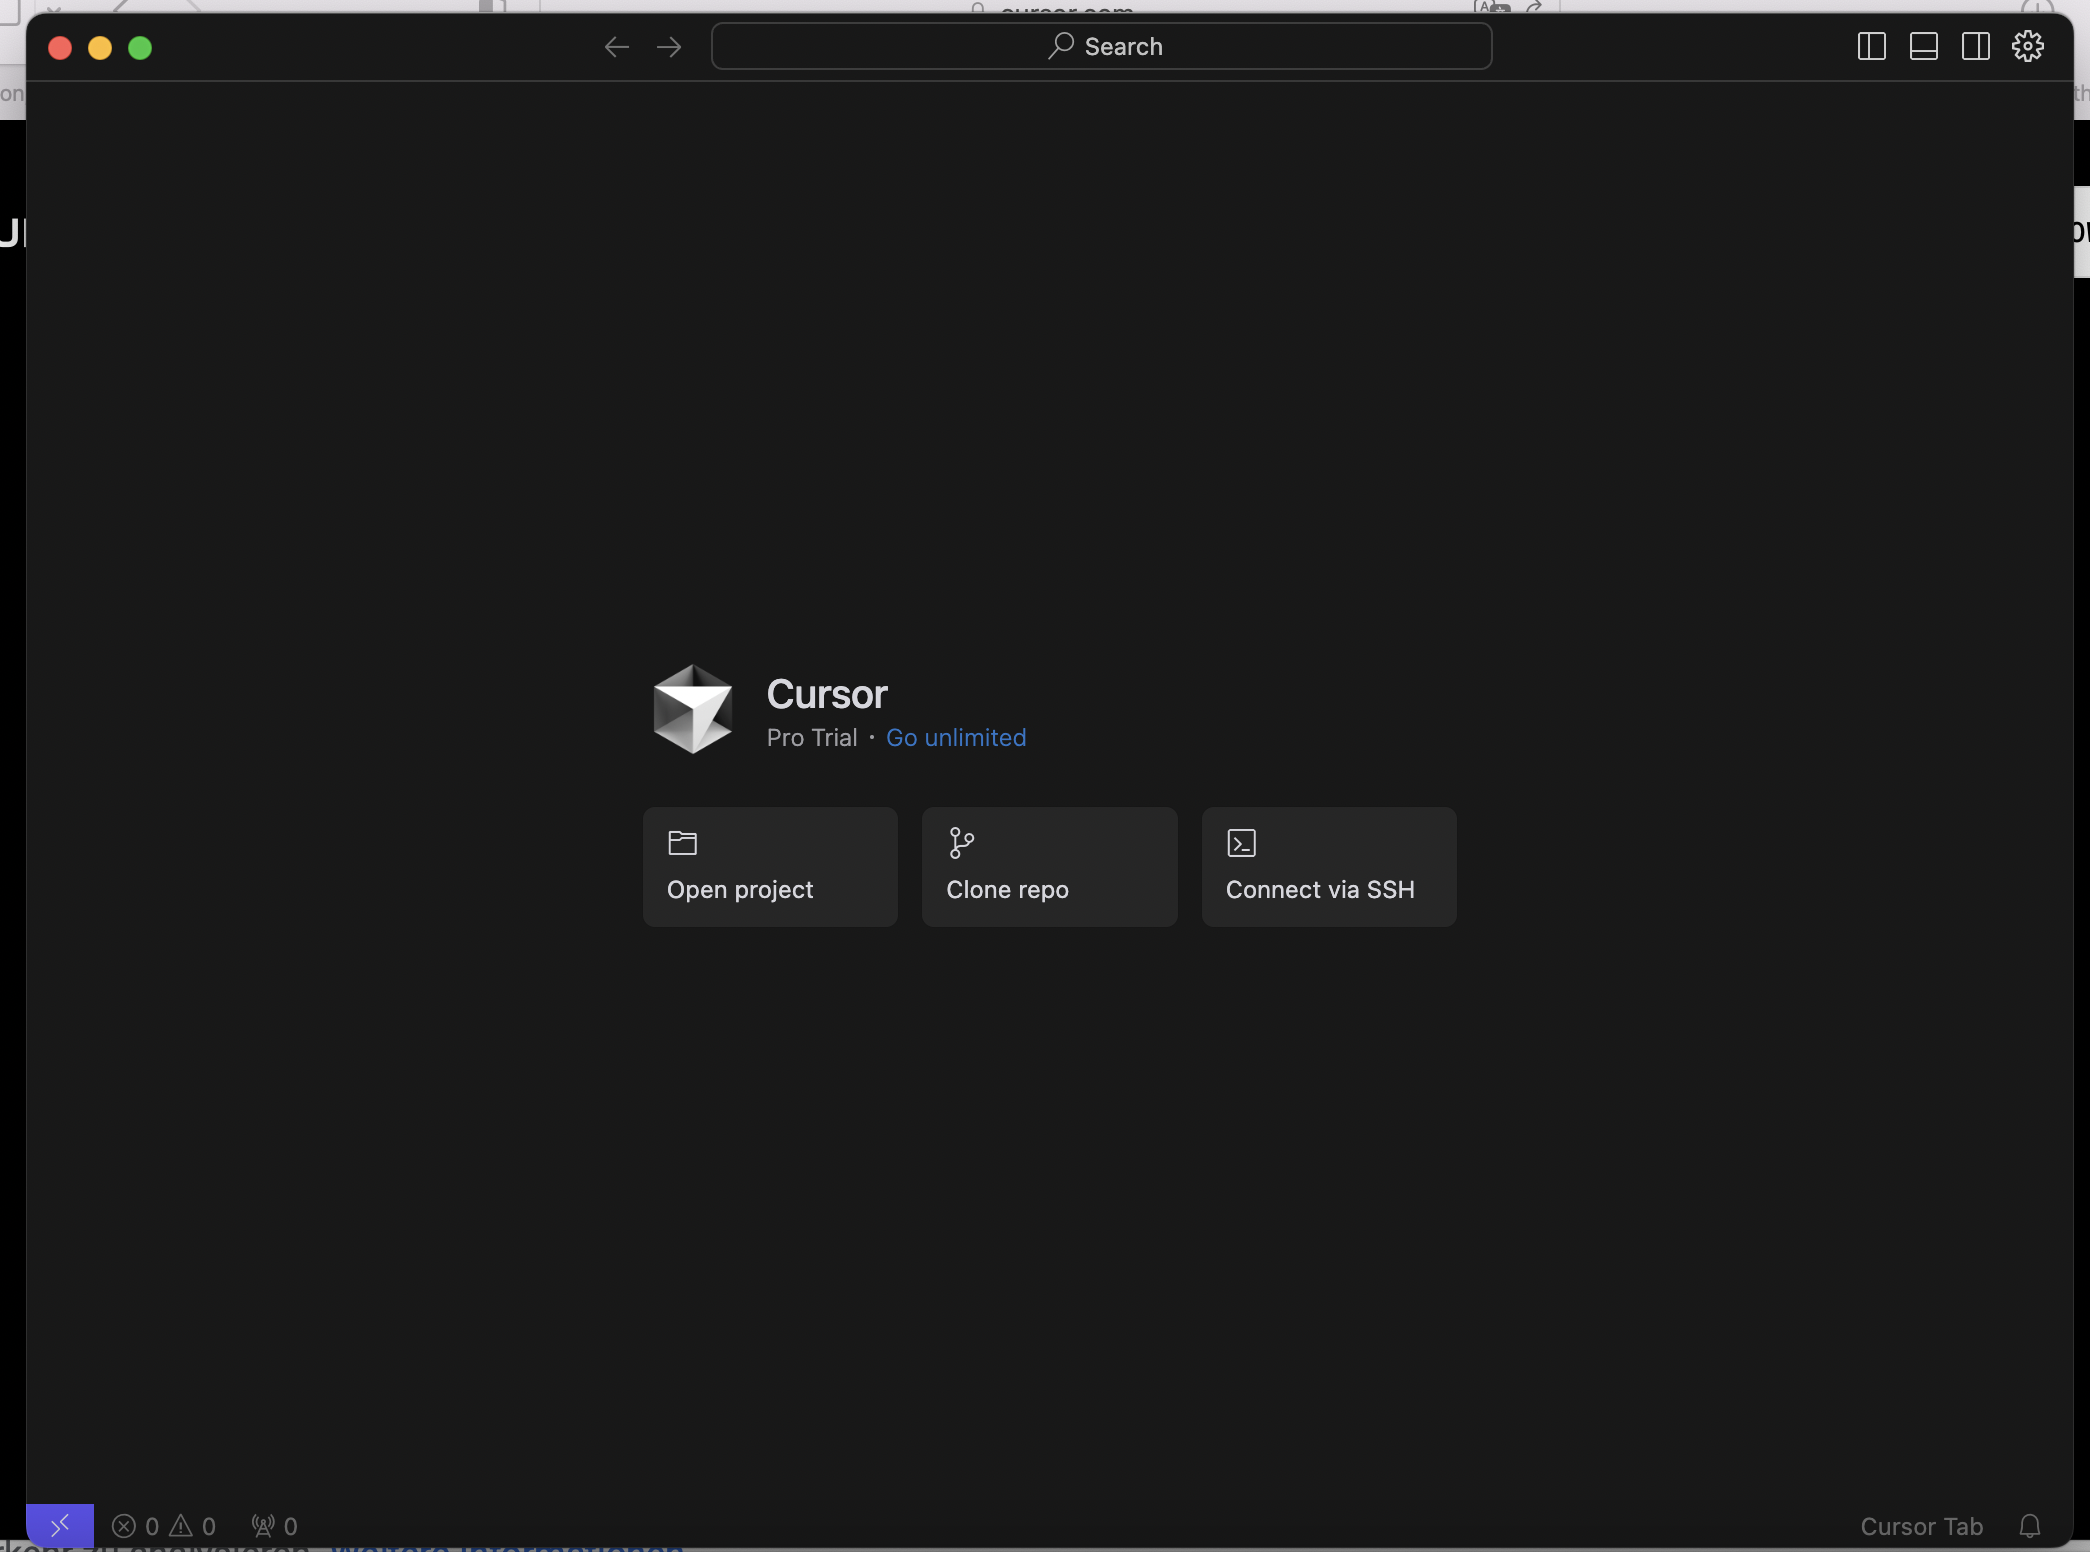 Search
Cursor
Pro Trial • Go unlimited
Open project
Clone repo
Connect via SSH
0 0 0
Cursor Tab